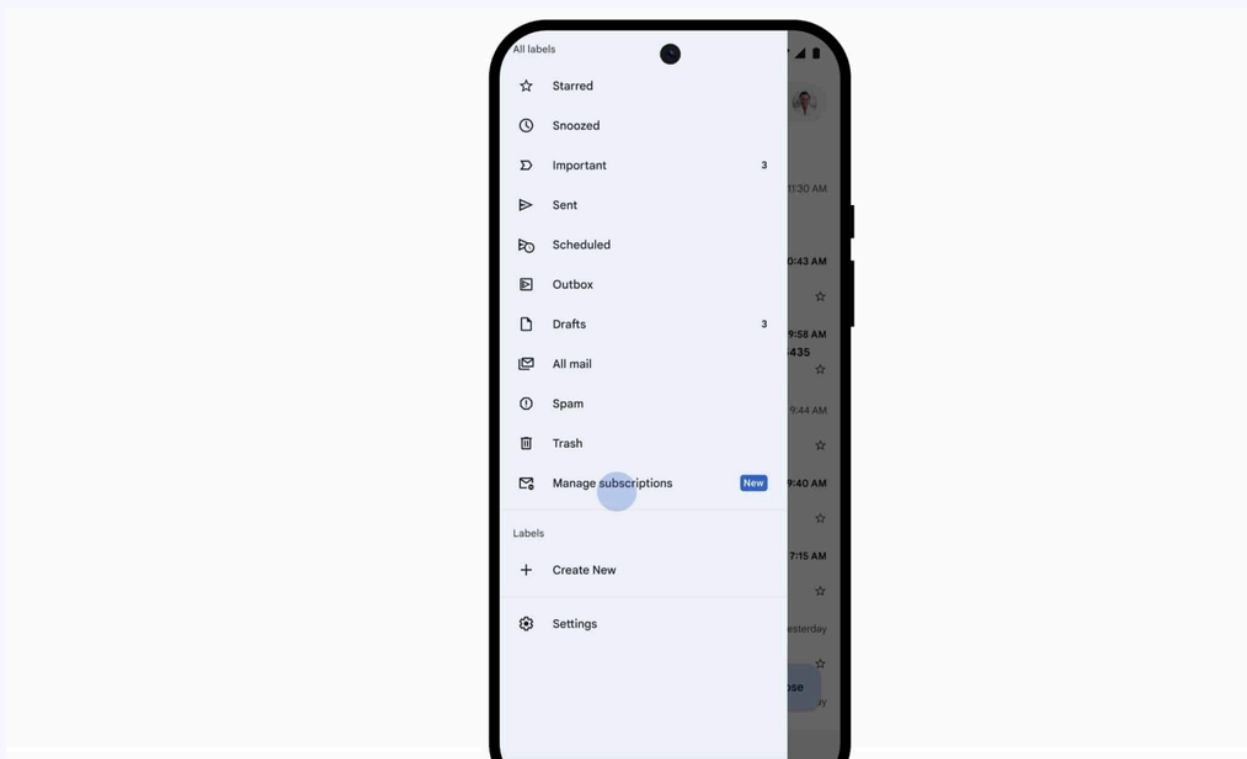 All labels
Starred
Snoozed
Important 3
Sent
Scheduled
Outbox
Drafts 3
All mail
Spam
Trash
Manage subscriptions New
Labels
+ Create New
Settings
11:30 AM
0:43 AM
9:58 AM
435
9:44 AM
9:40 AM
7:15 AM
esterday
ose
ay